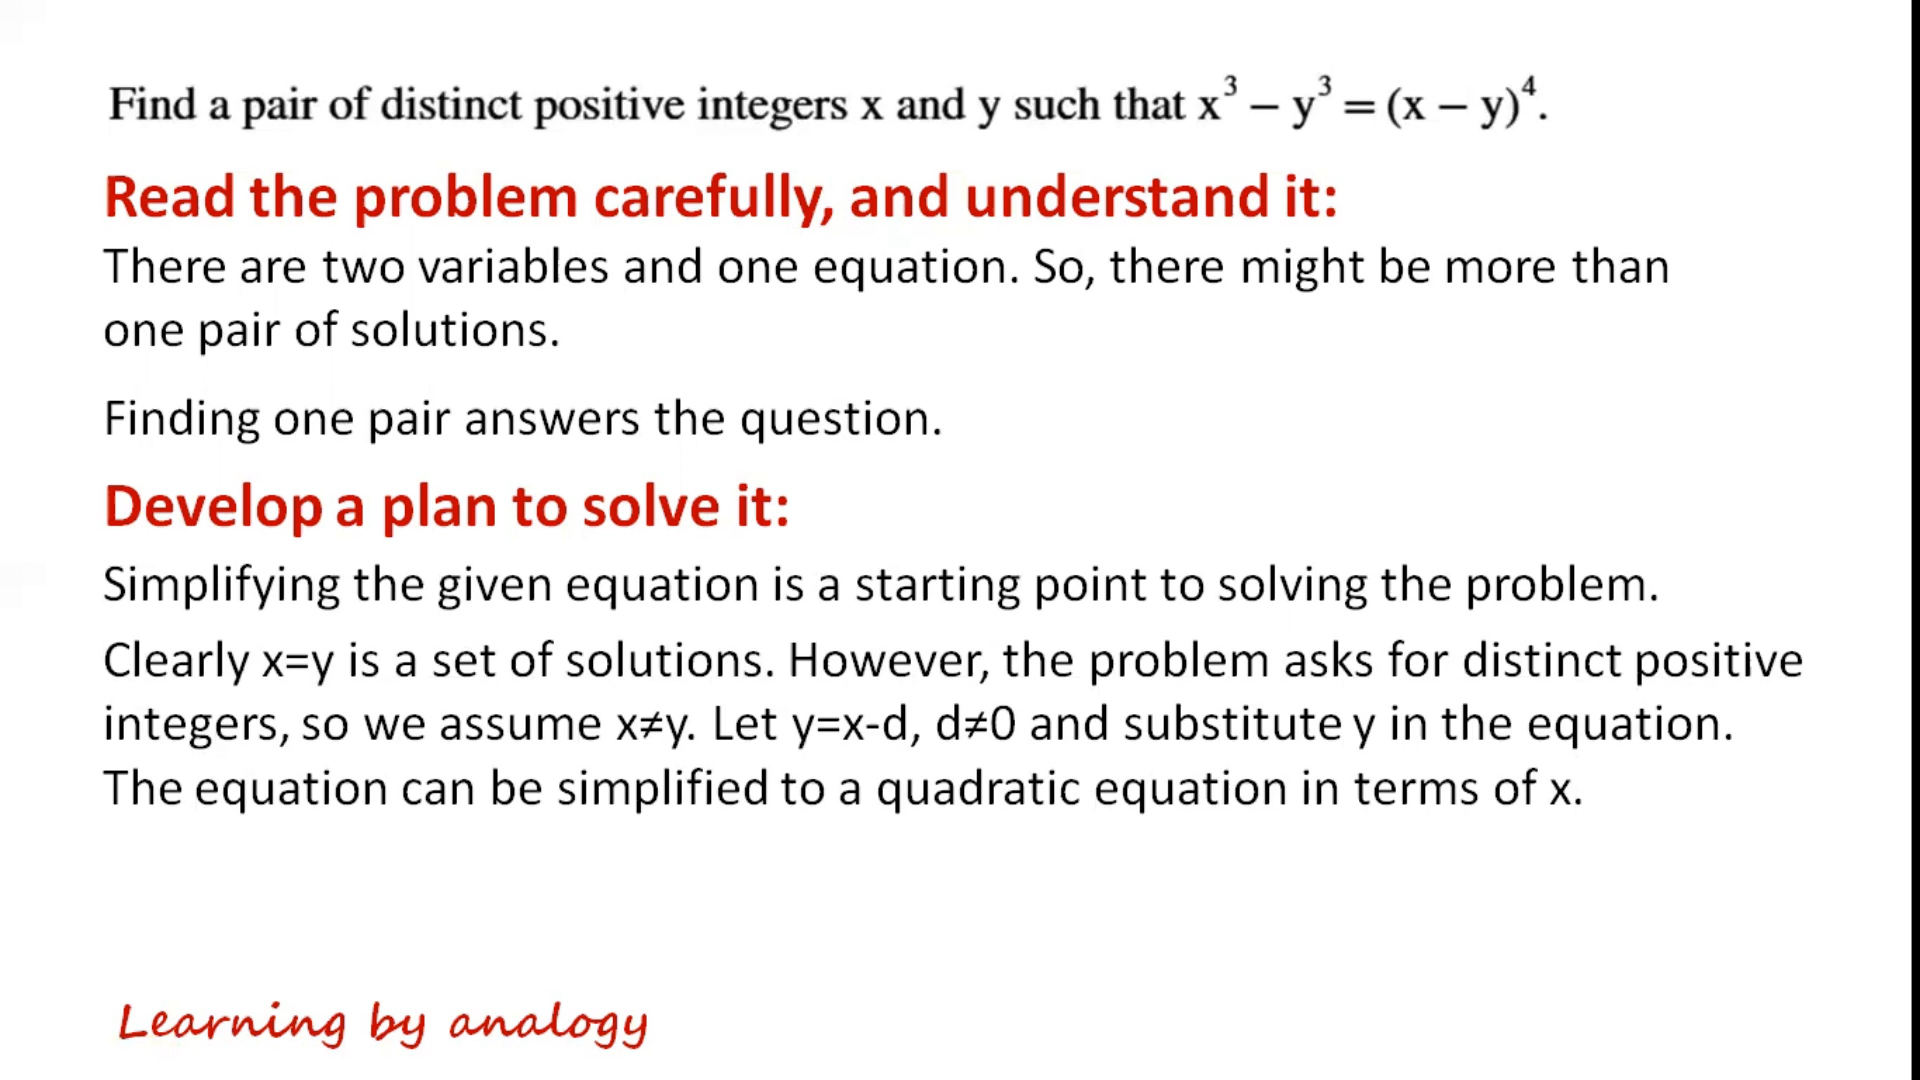 Find a pair of distinct positive integers x and y such that x³ – y³ = (x – y)⁴.
Read the problem carefully, and understand it:
There are two variables and one equation. So, there might be more than
one pair of solutions.
Finding one pair answers the question.
Develop a plan to solve it:
Simplifying the given equation is a starting point to solving the problem.
Clearly x=y is a set of solutions. However, the problem asks for distinct positive
integers, so we assume x≠y. Let y=x-d, d≠0 and substitute y in the equation.
The equation can be simplified to a quadratic equation in terms of x.
Learning by analogy